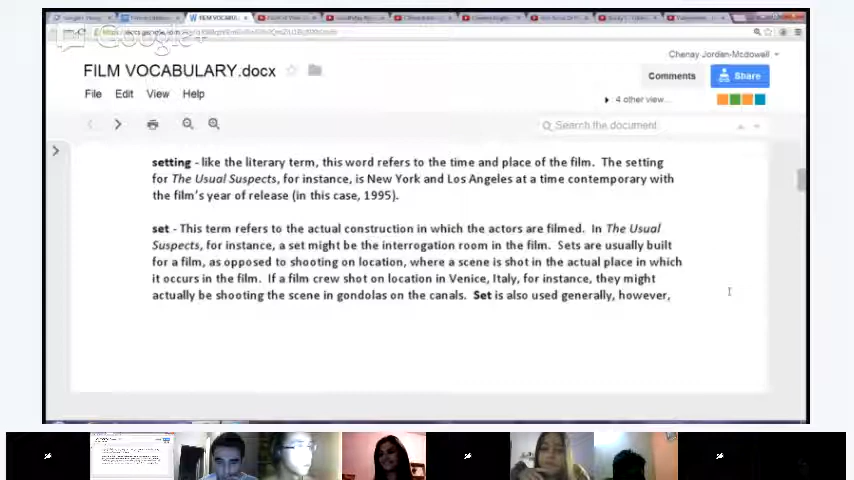 FILM VOCABUL
Google+
Chenay Jorden-Mcdowell
FILM VOCABULARY.docx
Comments
Share
File Edit View Help
4 other view...
Search the document
setting - like the literary term, this word refers to the time and place of the film. The setting
for The Usual Suspects, for instance, is New York and Los Angeles at a time contemporary with
the film's year of release (in this case, 1995).
set - This term refers to the actual construction in which the actors are filmed. In The Usual
Suspects, for instance, a set might be the interrogation room in the film. Sets are usually built
for a film, as opposed to shooting on location, where a scene is shot in the actual place in which
it occurs in the film. If a film crew shot on location in Venice, Italy, for instance, they might
actually be shooting the scene in gondolas on the canals. Set is also used generally, however,